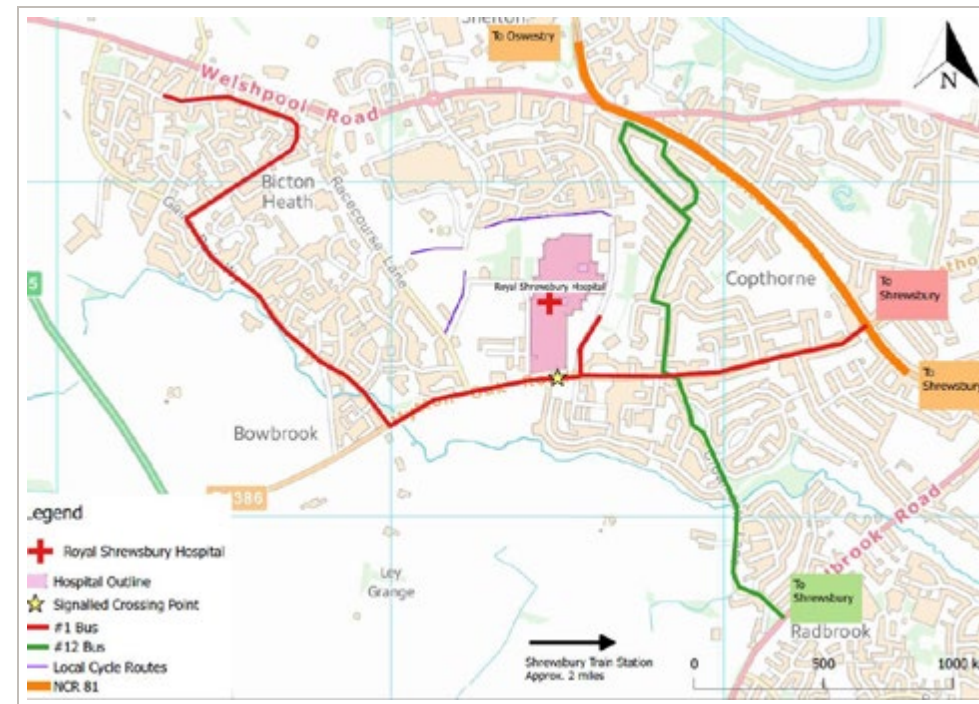 Shelton
To Oswestry
Welshpool Road
N
Bicton
Heath
Racecourse Lane
Copthorne
5
Royal Shrewsbury Hospital
To
Shrewsbury
To
Shrewsbury
Bowbrook
386
Legend
Royal Shrewsbury Hospital
Hospital Outline
Signalled Crossing Point
#1 Bus
#12 Bus
Local Cycle Routes
NCR 81
Ley
Grange
Shrewsbury Train Station
Approx. 2 miles
To
Shrewsbury
Radbrook
brook Road
0 500 1000 k